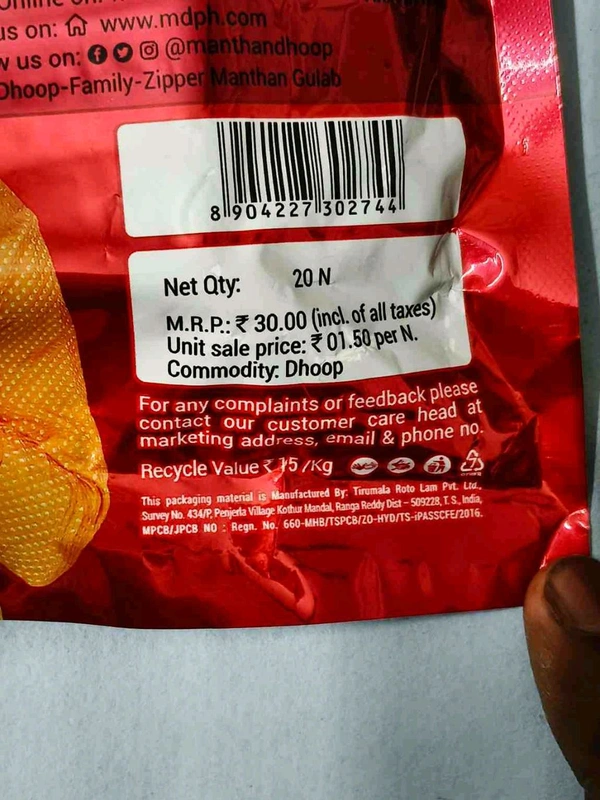 us on: www.mdph.com
us on: @manthandhoop
Dhoop-Family-Zipper Manthan Gulab
8 904227 302744
Net Qty: 20 N
M.R.P.: ₹ 30.00 (incl. of all taxes)
Unit sale price: ₹ 01.50 per N.
Commodity: Dhoop
For any complaints or feedback please
contact our customer care head at
marketing address, email & phone no.
Recycle Value ₹ 15 /Kg
This packaging material is Manufactured By: Tirumala Roto Lam Pvt. Ltd.,
Survey No. 434/P, Penjerla Village Kothur Mandal, Ranga Reddy Dist – 509228, T.S., India,
MPCB/JPCB NO : Regn. No. 660-MHB/TSPCB/ZO-HYD/TS-iPASSCFE/2016.